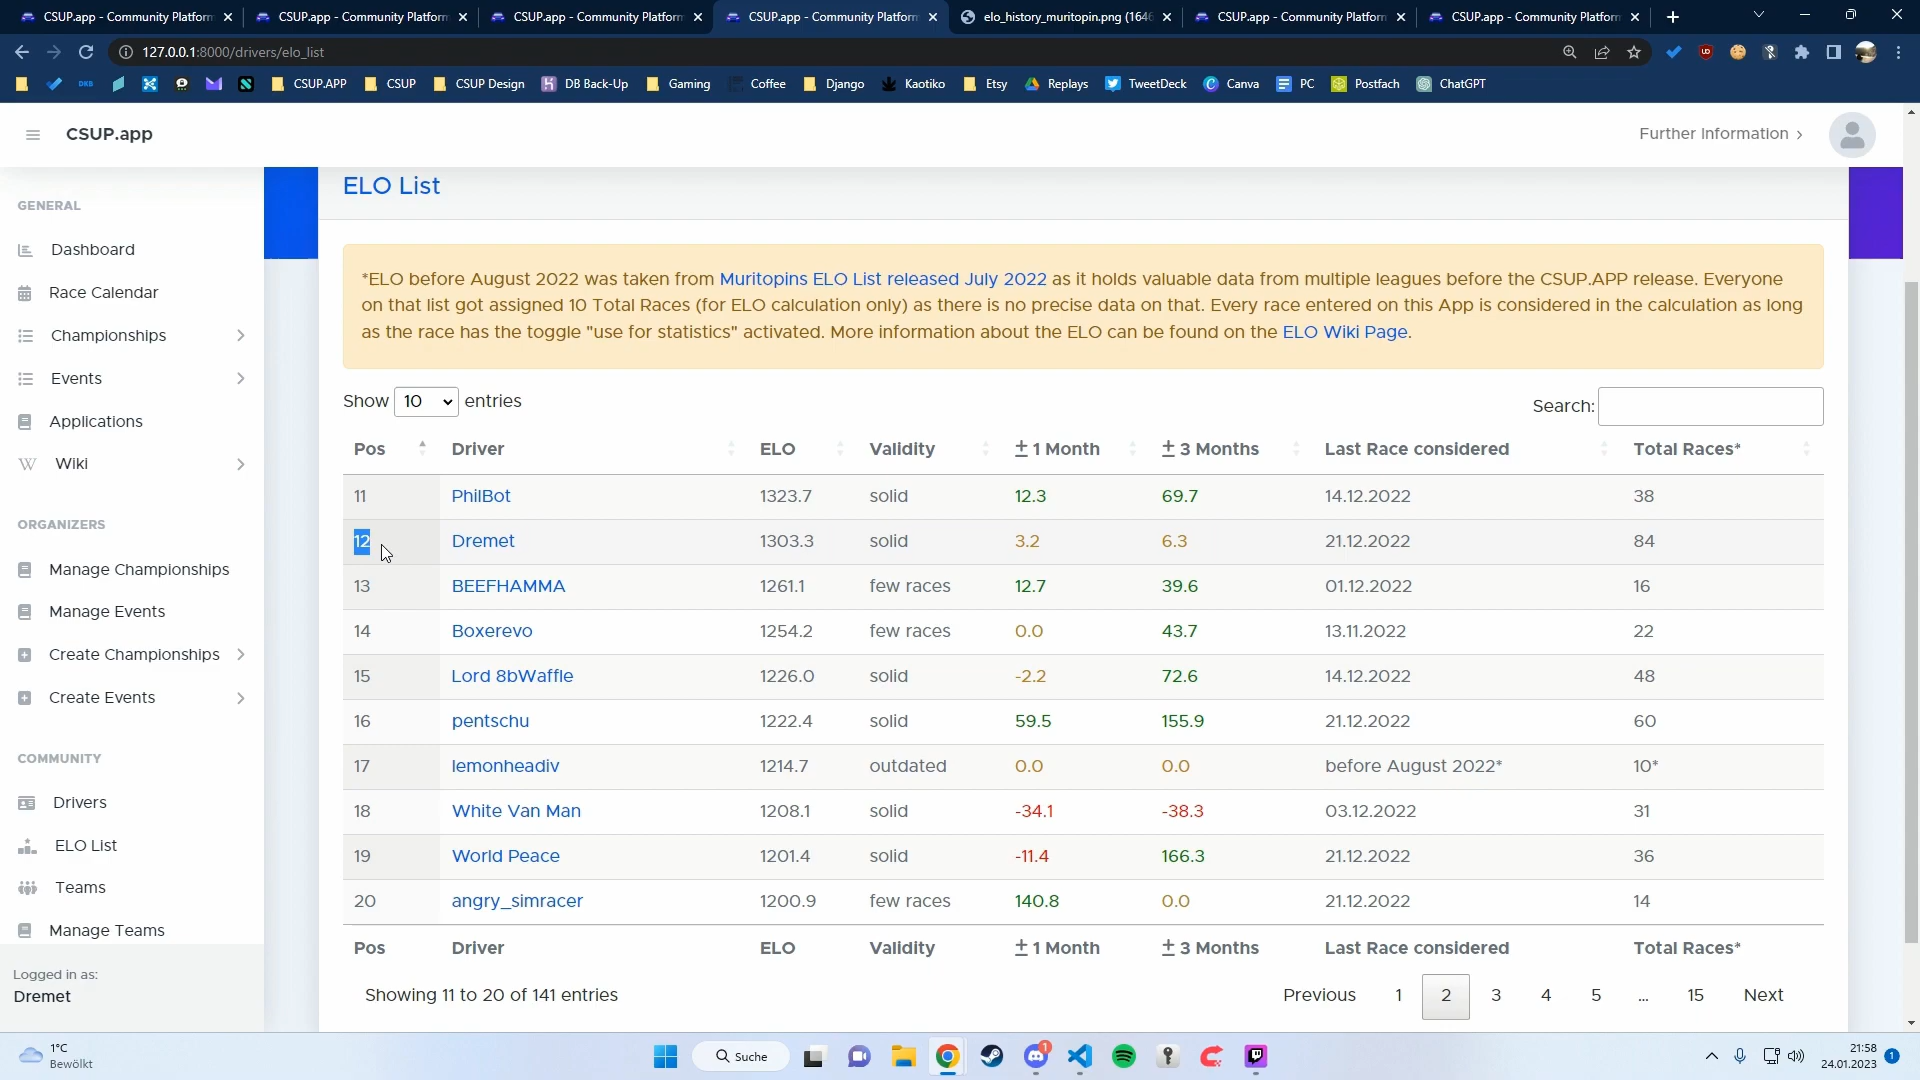 CSUP.app - Community Platform
CSUP.app - Community Platform
CSUP.app - Community Platform
CSUP.app - Community Platform
elo_history_muritopin.png (1646
CSUP.app - Community Platform
CSUP.app - Community Platform
127.0.0.1:8000/drivers/elo_list
DKB
CSUP.APP
CSUP
CSUP Design
DB Back-Up
Gaming
Coffee
Django
Kaotiko
Etsy
Replays
TweetDeck
Canva
PC
Postfach
ChatGPT
CSUP.app
Further Information >
GENERAL
Dashboard
Race Calendar
Championships
Events
Applications
Wiki
ORGANIZERS
Manage Championships
Manage Events
Create Championships
Create Events
COMMUNITY
Drivers
ELO List
Teams
Manage Teams
Logged in as:
Dremet
ELO List
*ELO before August 2022 was taken from Muritopins ELO List released July 2022 as it holds valuable data from multiple leagues before the CSUP.APP release. Everyone
on that list got assigned 10 Total Races (for ELO calculation only) as there is no precise data on that. Every race entered on this App is considered in the calculation as long
as the race has the toggle "use for statistics" activated. More information about the ELO can be found on the ELO Wiki Page.
Show 10 entries
Search:
Pos Driver ELO Validity ± 1 Month ± 3 Months Last Race considered Total Races*
11 PhilBot 1323.7 solid 12.3 69.7 14.12.2022 38
12 Dremet 1303.3 solid 3.2 6.3 21.12.2022 84
13 BEEFHAMMA 1261.1 few races 12.7 39.6 01.12.2022 16
14 Boxerevo 1254.2 few races 0.0 43.7 13.11.2022 22
15 Lord 8bWaffle 1226.0 solid -2.2 72.6 14.12.2022 48
16 pentschu 1222.4 solid 59.5 155.9 21.12.2022 60
17 lemonheadiv 1214.7 outdated 0.0 0.0 before August 2022* 10*
18 White Van Man 1208.1 solid -34.1 -38.3 03.12.2022 31
19 World Peace 1201.4 solid -11.4 166.3 21.12.2022 36
20 angry_simracer 1200.9 few races 140.8 0.0 21.12.2022 14
Pos Driver ELO Validity ± 1 Month ± 3 Months Last Race considered Total Races*
Showing 11 to 20 of 141 entries
Previous 1 2 3 4 5 … 15 Next
1°C
Bewölkt
Suche
1
21:58
24.01.2023
1